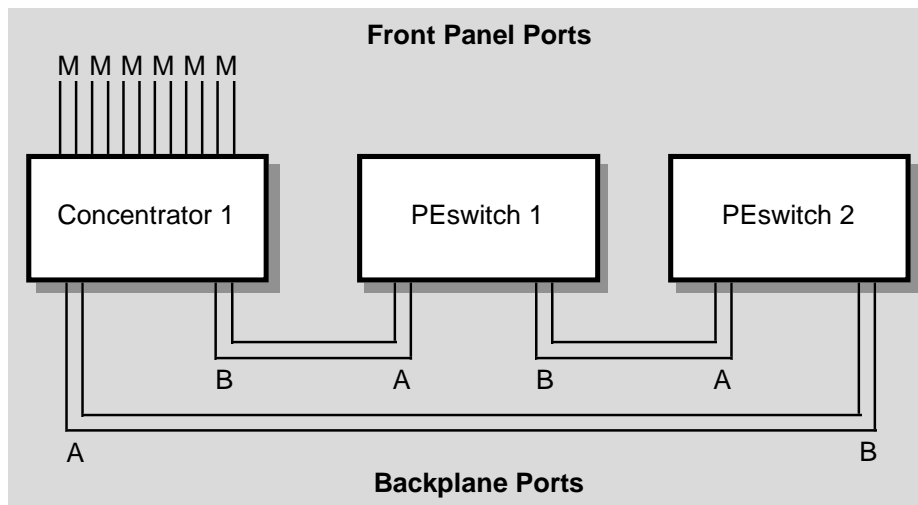 Front Panel Ports
M M M M M M
Concentrator 1 PEswitch 1 PEswitch 2
B A B A
A B
Backplane Ports